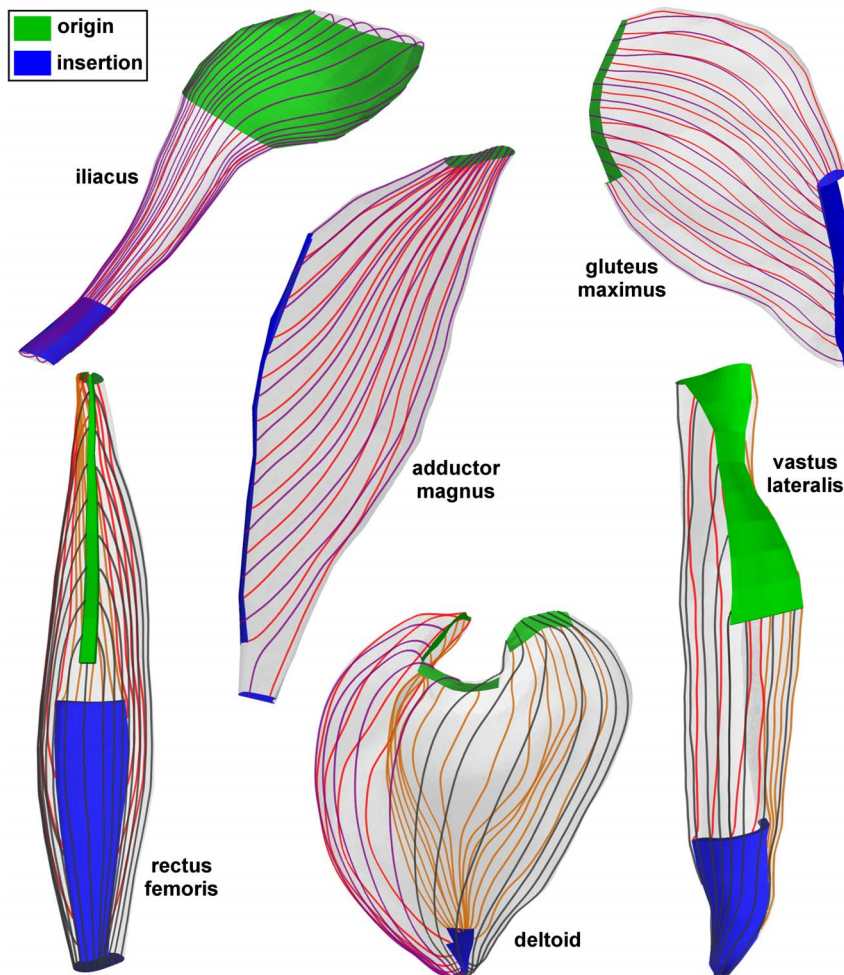 origin
insertion
iliacus
gluteus
maximus
adductor
magnus
vastus
lateralis
rectus
femoris
deltoid